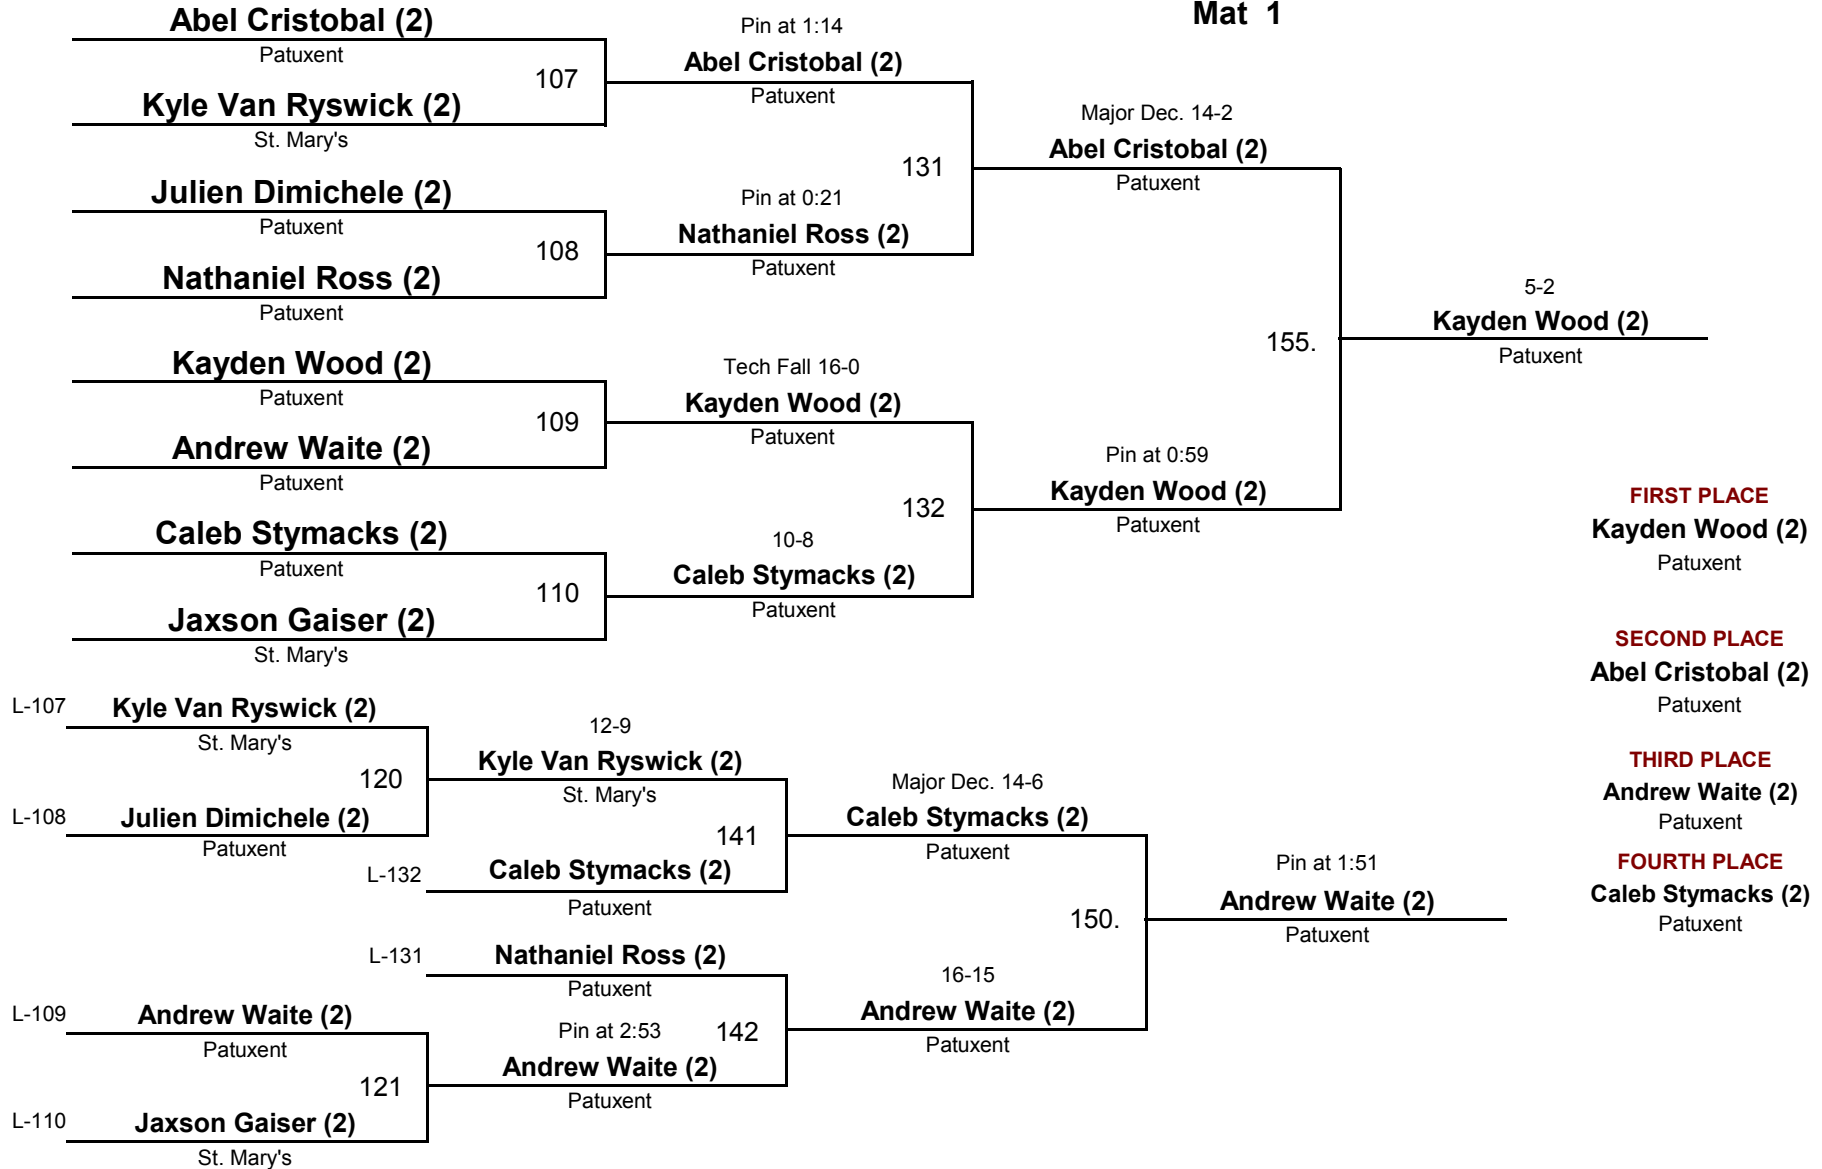 Mat 1
Abel Cristobal (2)
Patuxent
107
Kyle Van Ryswick (2)
St. Mary's
Julien Dimichele (2)
Patuxent
108
Nathaniel Ross (2)
Patuxent
Kayden Wood (2)
Patuxent
109
Andrew Waite (2)
Patuxent
Caleb Stymacks (2)
Patuxent
110
Jaxson Gaiser (2)
St. Mary's
Pin at 1:14
Abel Cristobal (2)
Patuxent
131
Pin at 0:21
Nathaniel Ross (2)
Patuxent
Tech Fall 16-0
Kayden Wood (2)
Patuxent
132
10-8
Caleb Stymacks (2)
Patuxent
Major Dec. 14-2
Abel Cristobal (2)
Patuxent
155.
Pin at 0:59
Kayden Wood (2)
Patuxent
5-2
Kayden Wood (2)
Patuxent
FIRST PLACE
Kayden Wood (2)
Patuxent
SECOND PLACE
Abel Cristobal (2)
Patuxent
THIRD PLACE
Andrew Waite (2)
Patuxent
FOURTH PLACE
Caleb Stymacks (2)
Patuxent
L-107
Kyle Van Ryswick (2)
St. Mary's
120
L-108
Julien Dimichele (2)
Patuxent
12-9
Kyle Van Ryswick (2)
St. Mary's
141
L-132
Caleb Stymacks (2)
Patuxent
L-131
Nathaniel Ross (2)
Patuxent
142
L-109
Andrew Waite (2)
Patuxent
121
L-110
Jaxson Gaiser (2)
St. Mary's
Pin at 2:53
Andrew Waite (2)
Patuxent
Major Dec. 14-6
Caleb Stymacks (2)
Patuxent
150.
16-15
Andrew Waite (2)
Patuxent
Pin at 1:51
Andrew Waite (2)
Patuxent